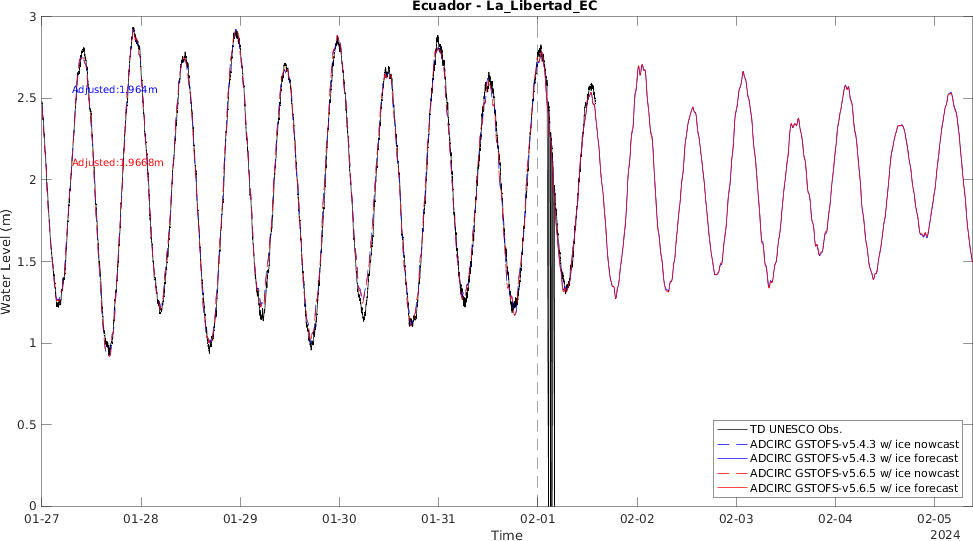 Ecuador - La_Libertad_EC
3
2.5
2
1.5
1
0.5
0
Water Level (m)
Adjusted:1.964m
Adjusted:1.9668m
TD UNESCO Obs.
ADCIRC GSTOFS-v5.4.3 w/ ice nowcast
ADCIRC GSTOFS-v5.4.3 w/ ice forecast
ADCIRC GSTOFS-v5.6.5 w/ ice nowcast
ADCIRC GSTOFS-v5.6.5 w/ ice forecast
01-27 01-28 01-29 01-30 01-31 02-01 02-02 02-03 02-04 02-05
Time
2024